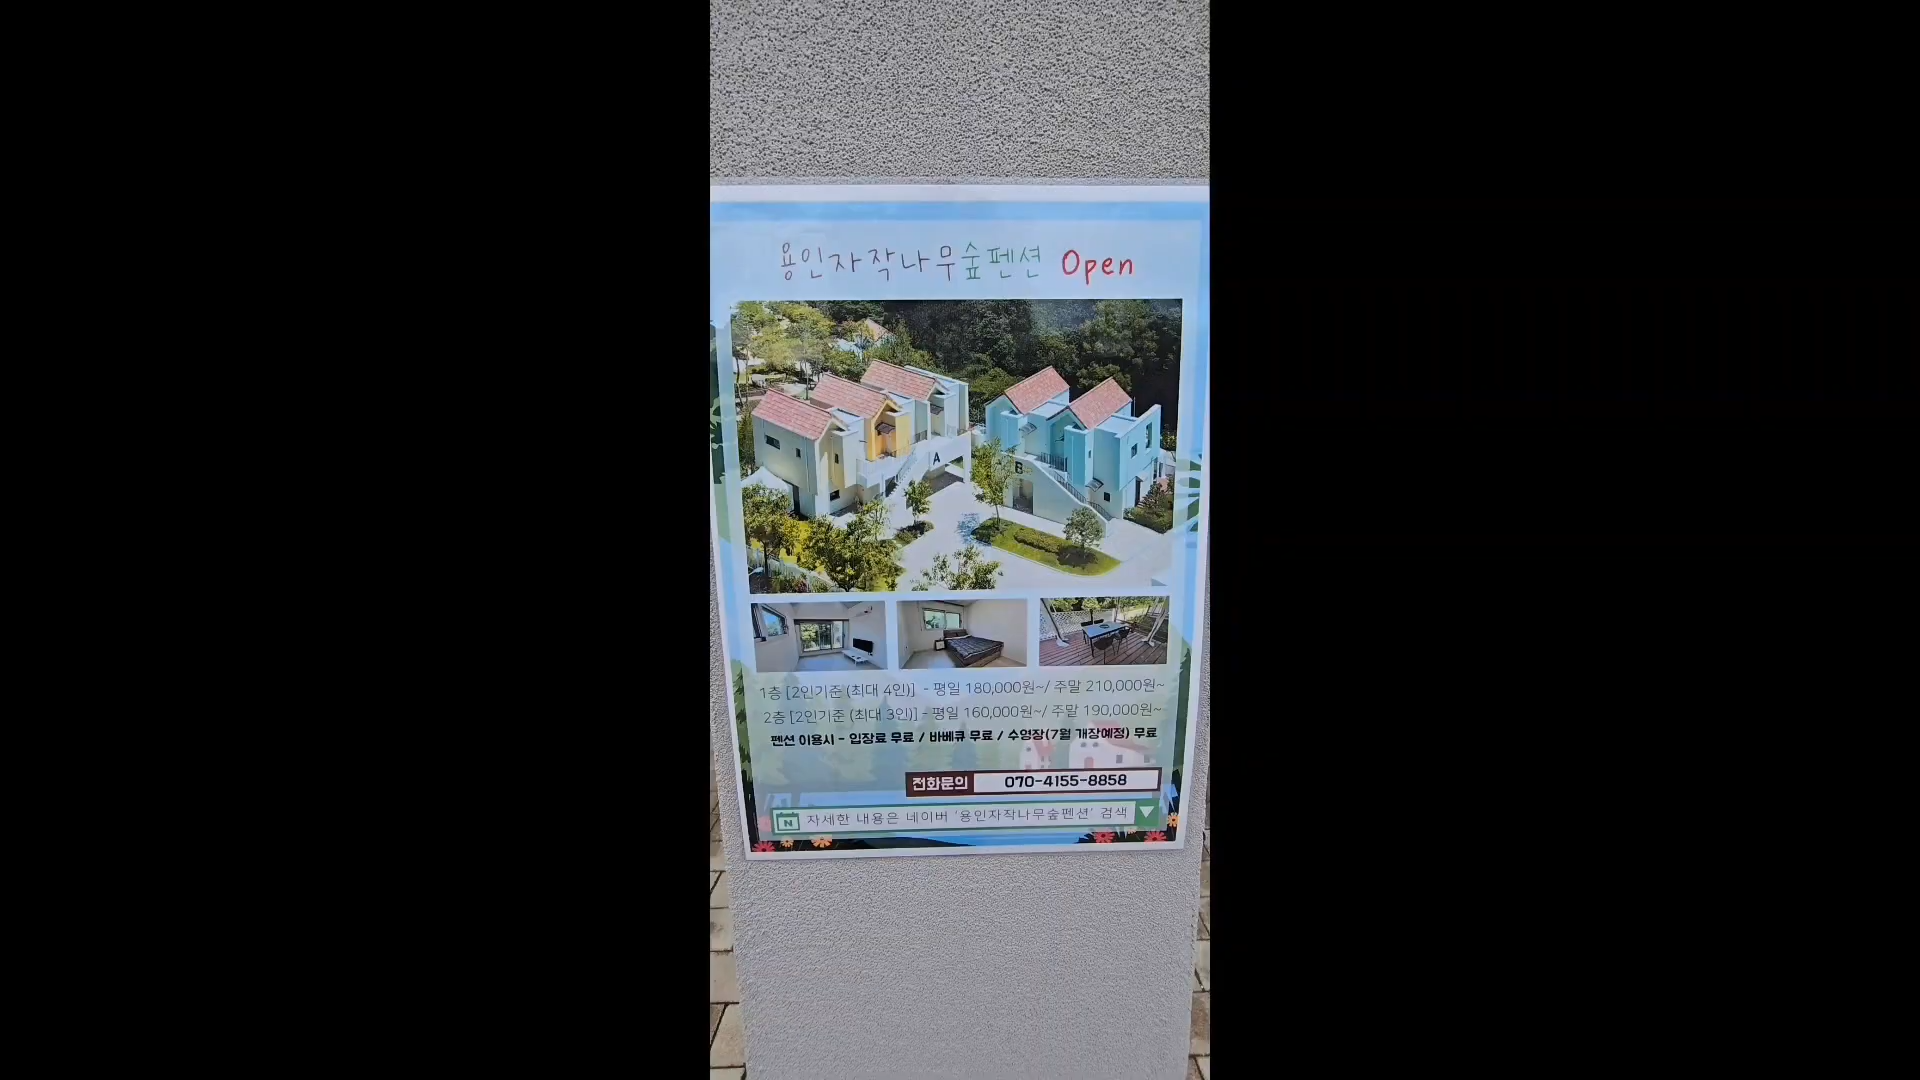 용인자작나무숲펜션 Open
A
B
1층 [2인기준 (최대 4인)] - 평일 180,000원~/ 주말 210,000원~
2층 [2인기준 (최대 3인)] - 평일 160,000원~/ 주말 190,000원~
펜션 이용시 - 입장료 무료 / 바베큐 무료 / 수영장(7월 개장예정) 무료
전화문의 070-4155-8858
N 자세한 내용은 네이버 '용인자작나무숲펜션' 검색